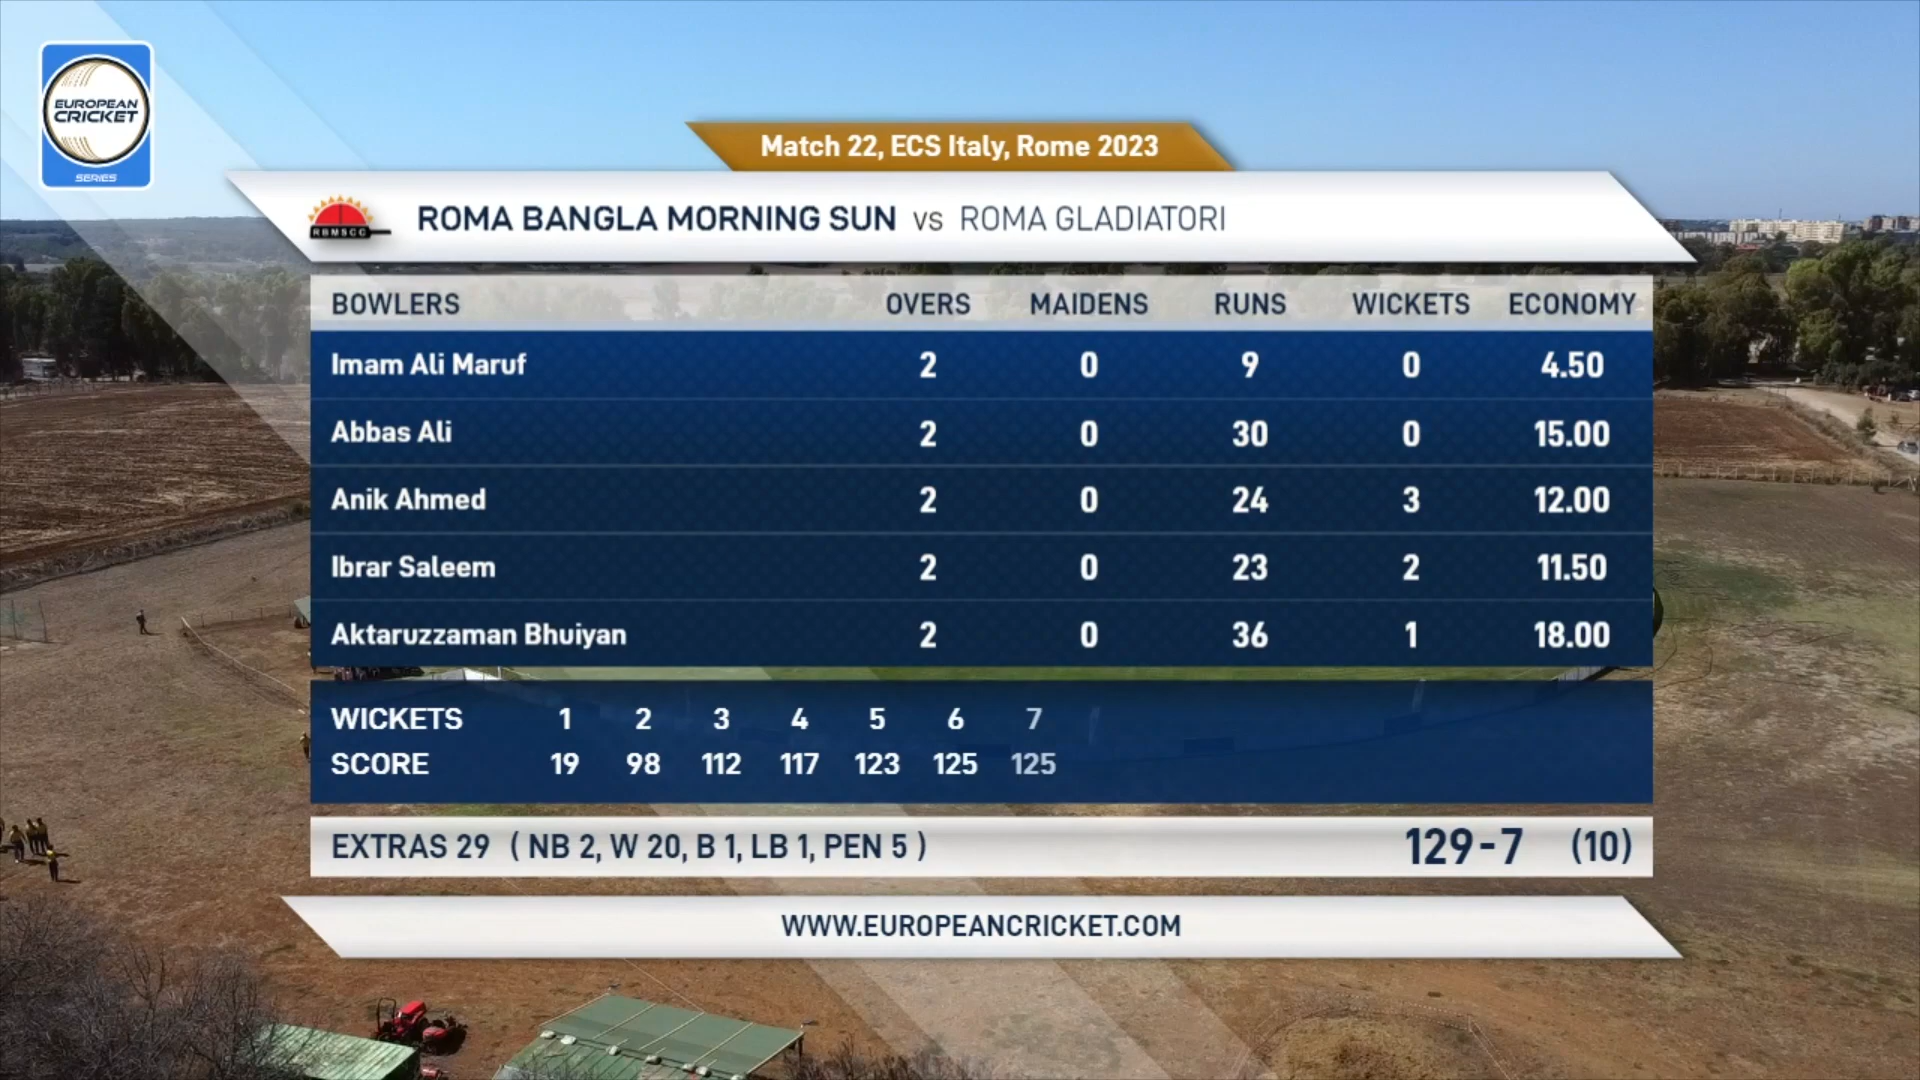 EUROPEAN
CRICKET
SERIES
Match 22, ECS Italy, Rome 2023
RBMSCC
ROMA BANGLA MORNING SUN vs ROMA GLADIATORI
BOWLERS OVERS MAIDENS RUNS WICKETS ECONOMY
Imam Ali Maruf 2 0 9 0 4.50
Abbas Ali 2 0 30 0 15.00
Anik Ahmed 2 0 24 3 12.00
Ibrar Saleem 2 0 23 2 11.50
Aktaruzzaman Bhuiyan 2 0 36 1 18.00
WICKETS 1 2 3 4 5 6 7
SCORE 19 98 112 117 123 125 125
EXTRAS 29 ( NB 2, W 20, B 1, LB 1, PEN 5 ) 129-7 (10)
WWW.EUROPEANCRICKET.COM